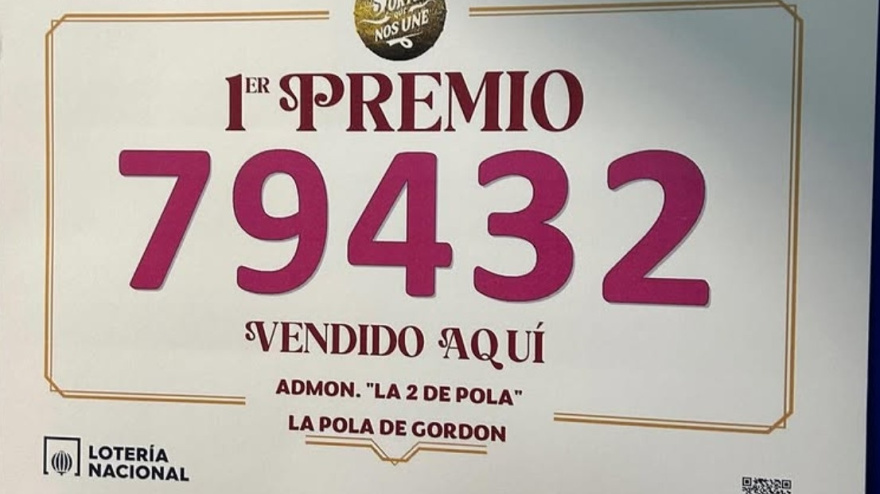 NOS UNE
1ER PREMIO
79432
VENDIDO AQUÍ
ADMON. "LA 2 DE POLA"
LA POLA DE GORDON
LOTERÍA
NACIONAL